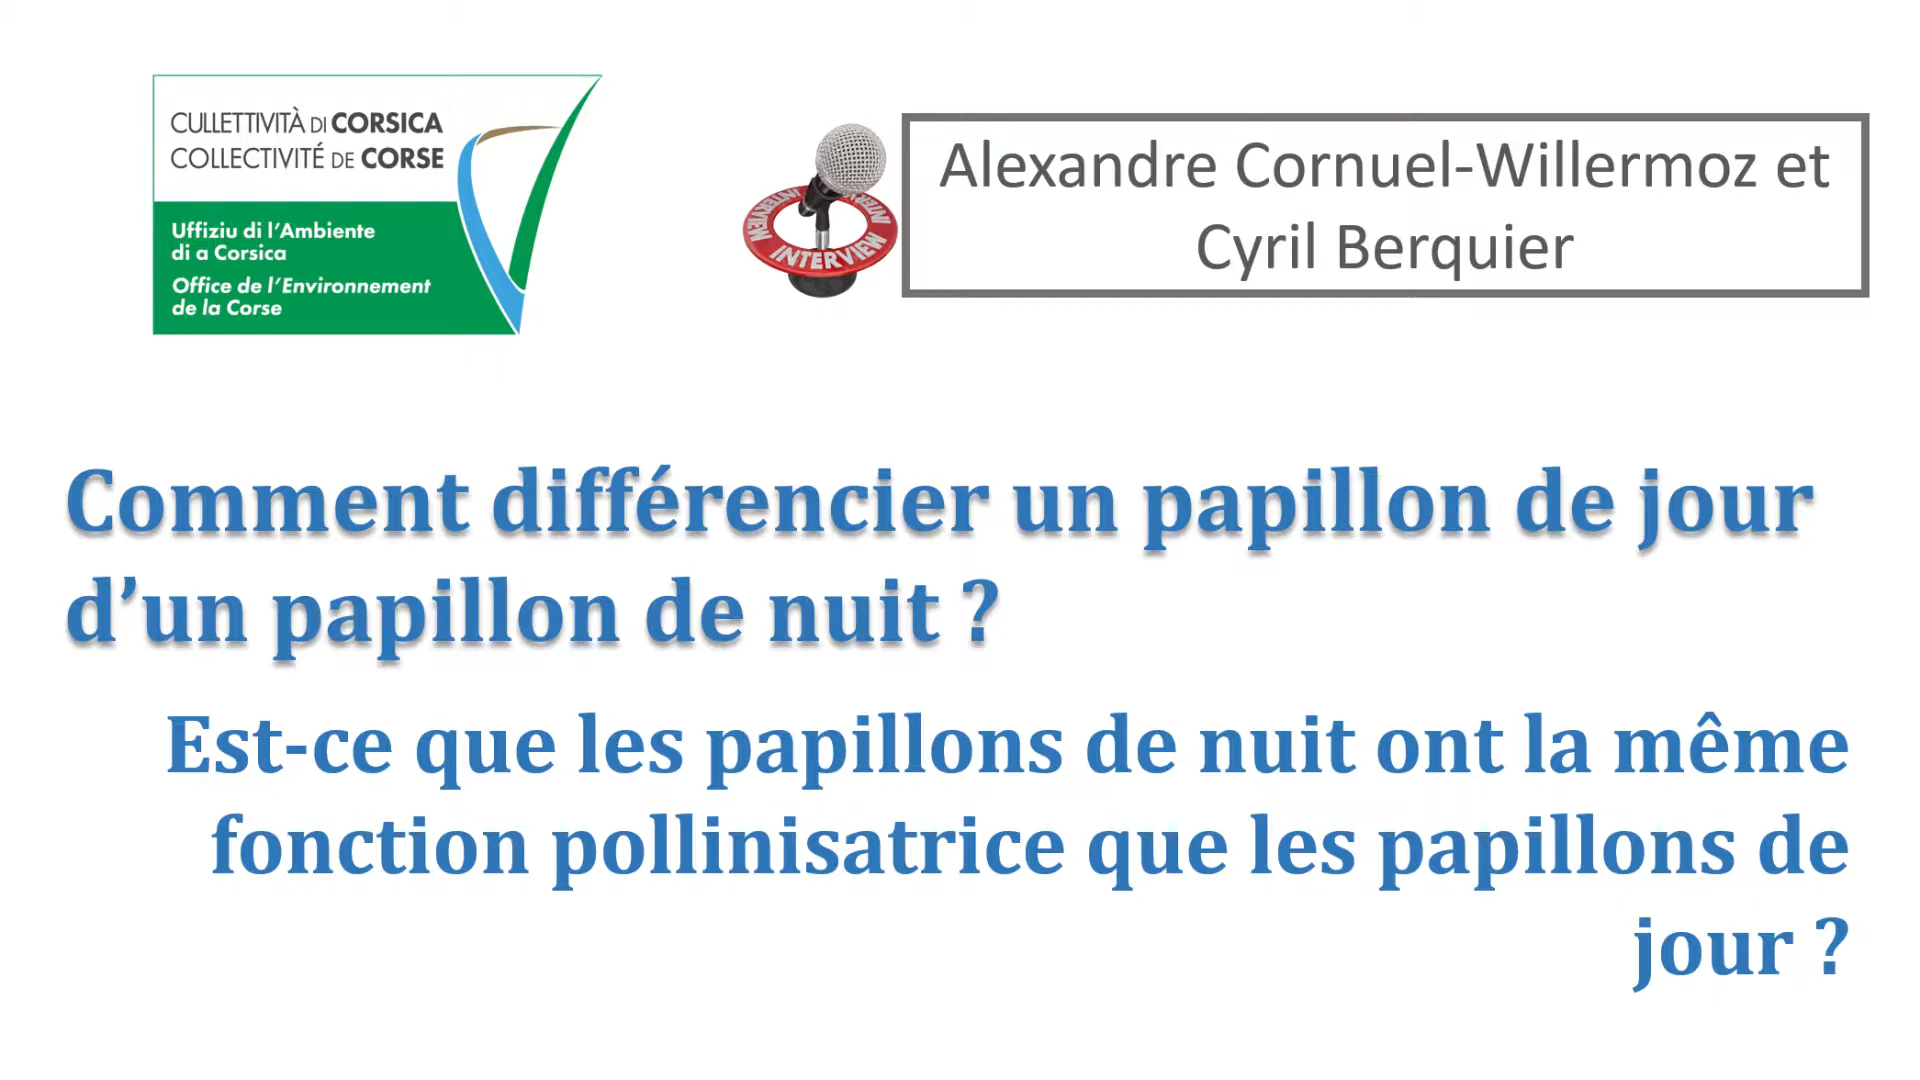 CULLETTIVITÀ DI CORSICA
COLLECTIVITÉ DE CORSE
Uffiziu di l'Ambiente
di a Corsica
Office de l'Environnement
de la Corse
INTERVIEW
INTERVIEW
INTERVIEW
Alexandre Cornuel-Willermoz et
Cyril Berquier
Comment différencier un papillon de jour
d’un papillon de nuit ?
Est-ce que les papillons de nuit ont la même
fonction pollinisatrice que les papillons de
jour ?